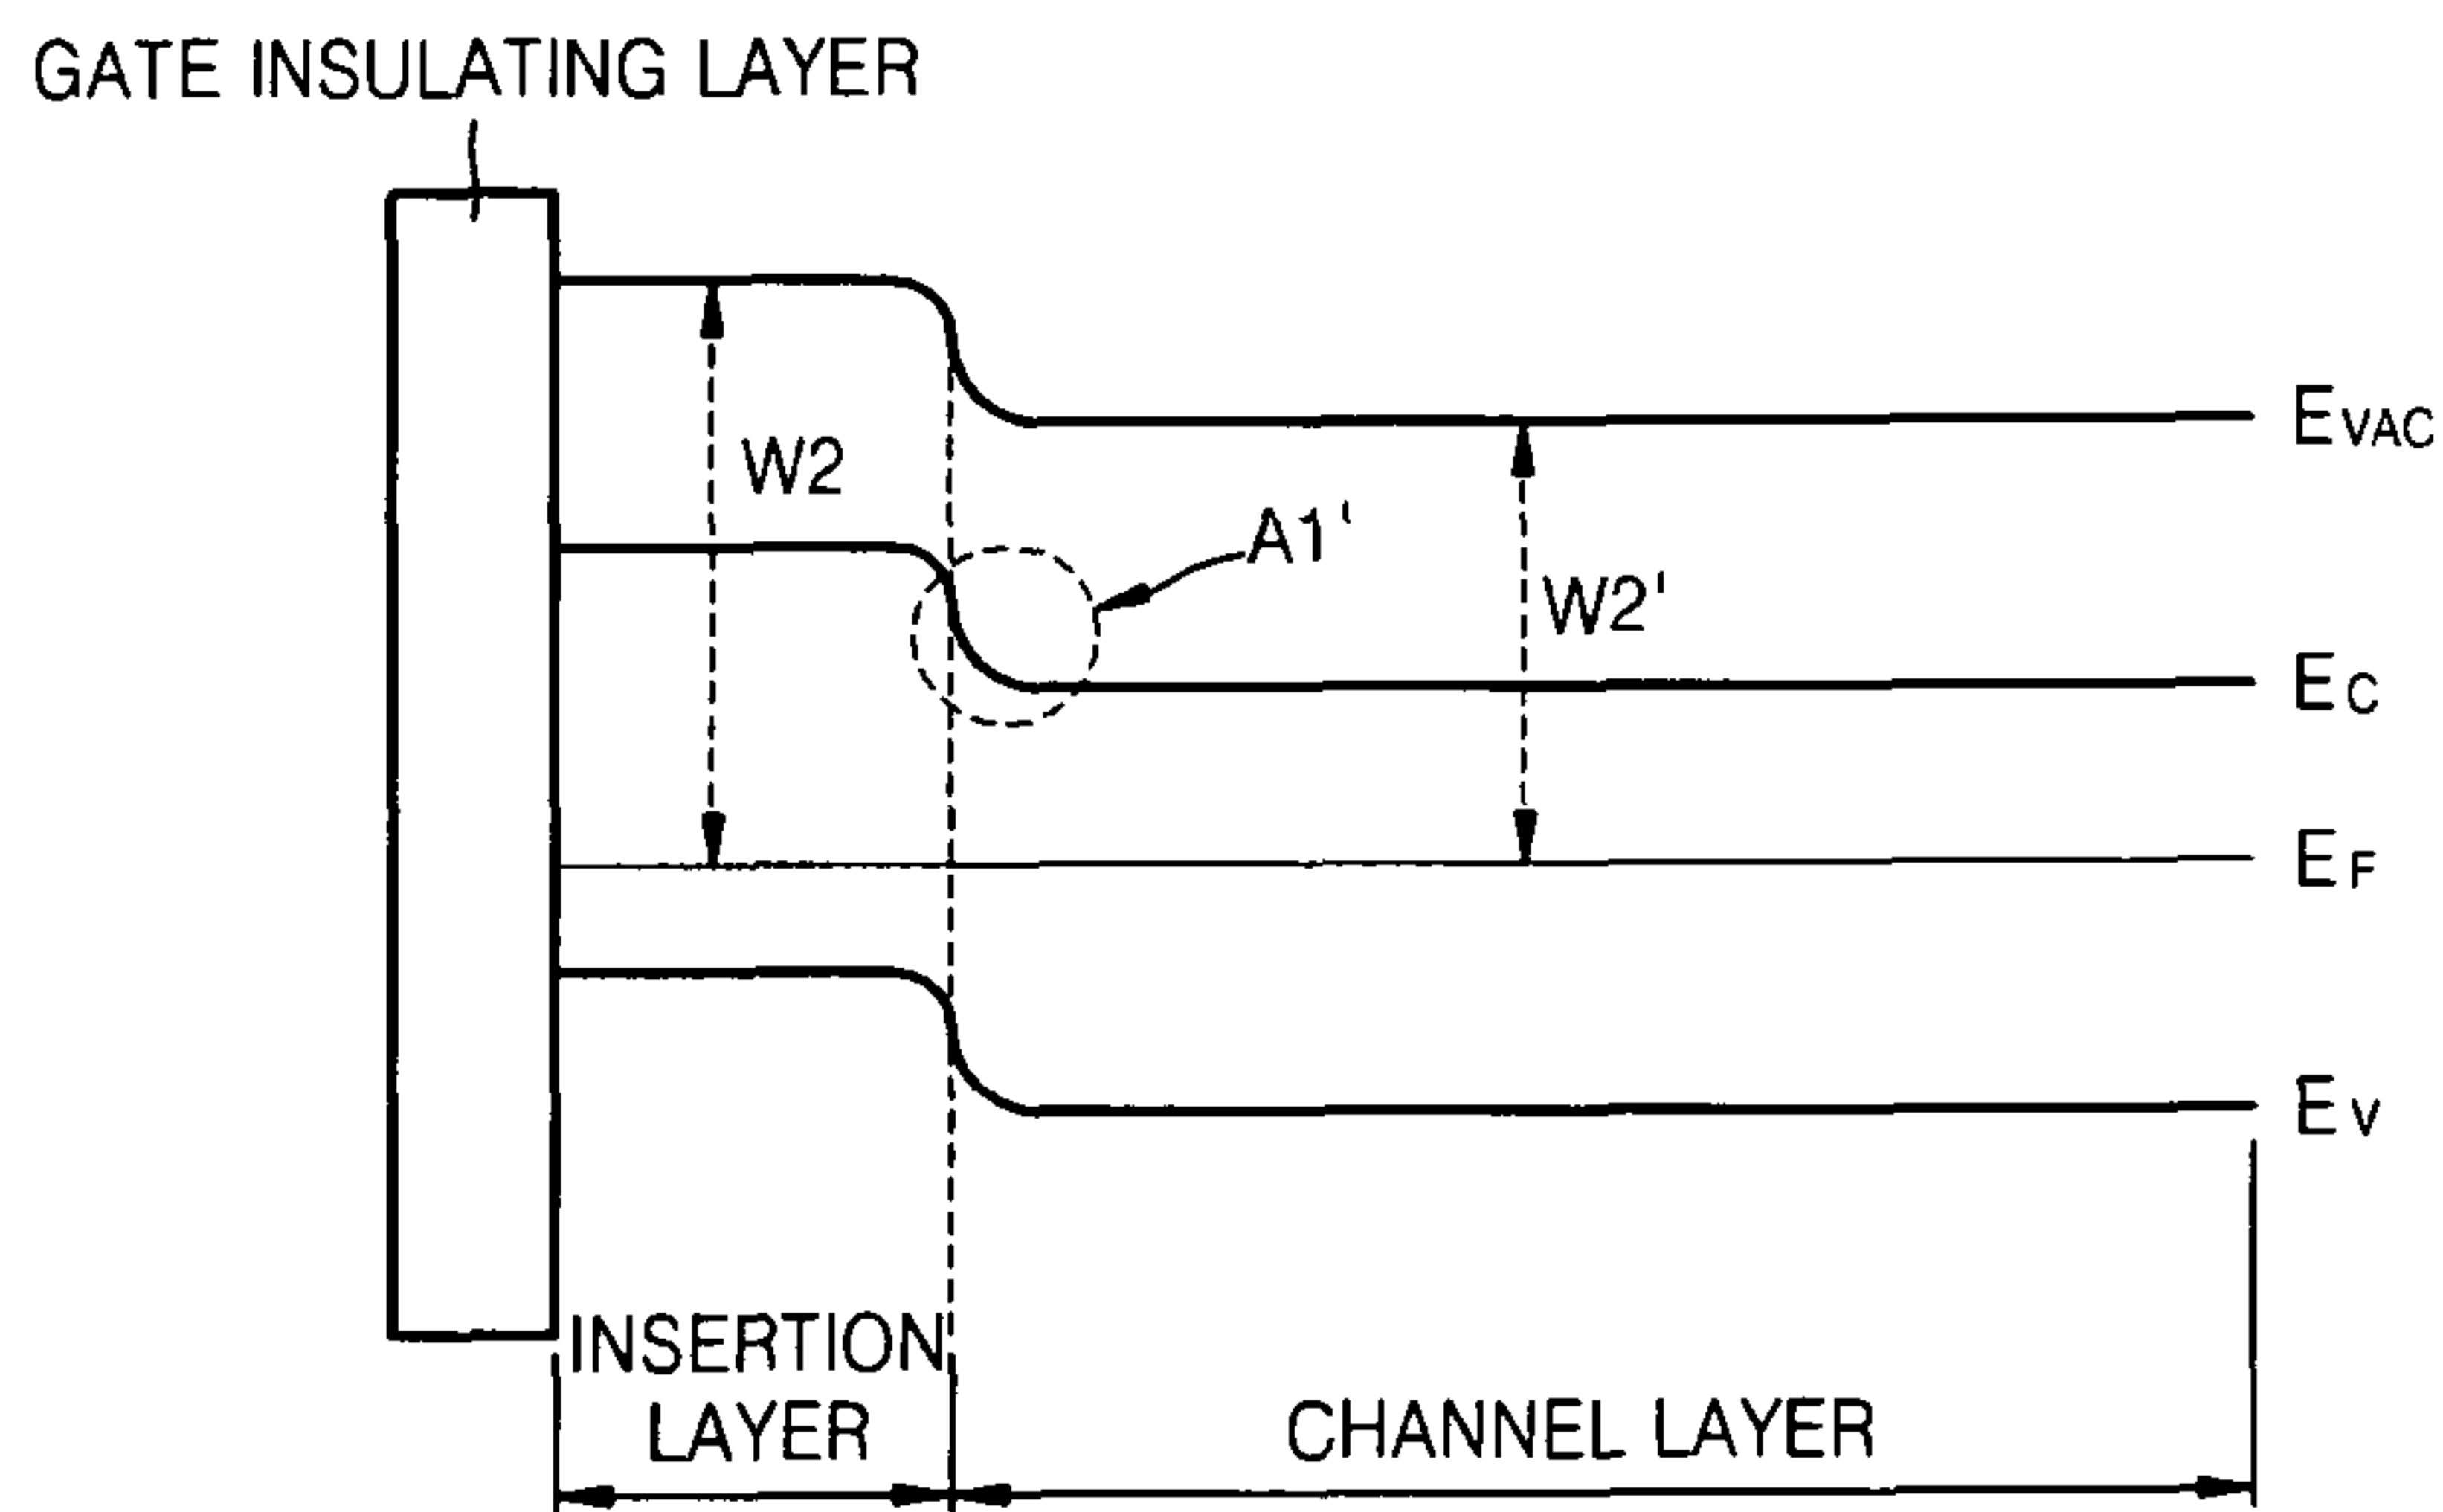 GATE INSULATING LAYER
EVAC
W2
A1'
W2'
EC
EF
EV
INSERTION
LAYER
CHANNEL LAYER